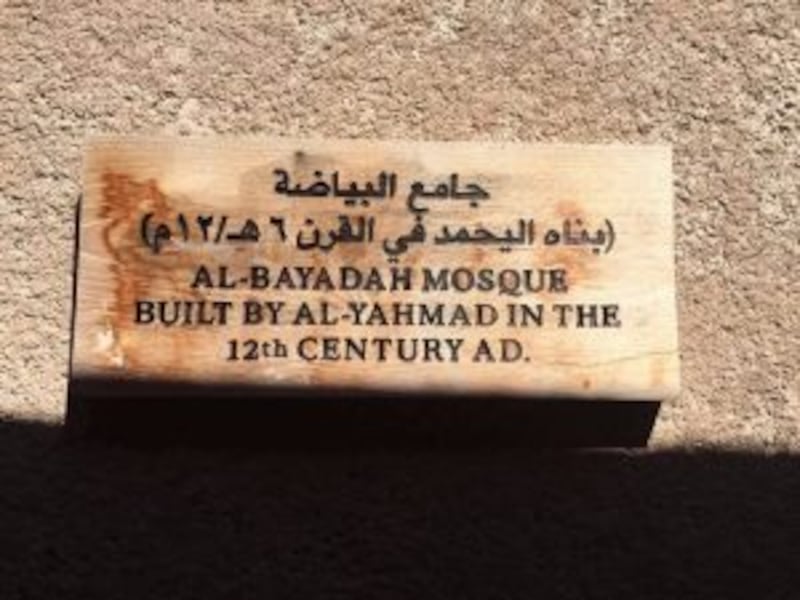 جامع البياضة
(بناه اليحمد في القرن ٦ هـ/١٢م)
AL-BAYADAH MOSQUE
BUILT BY AL-YAHMAD IN THE
12th CENTURY AD.